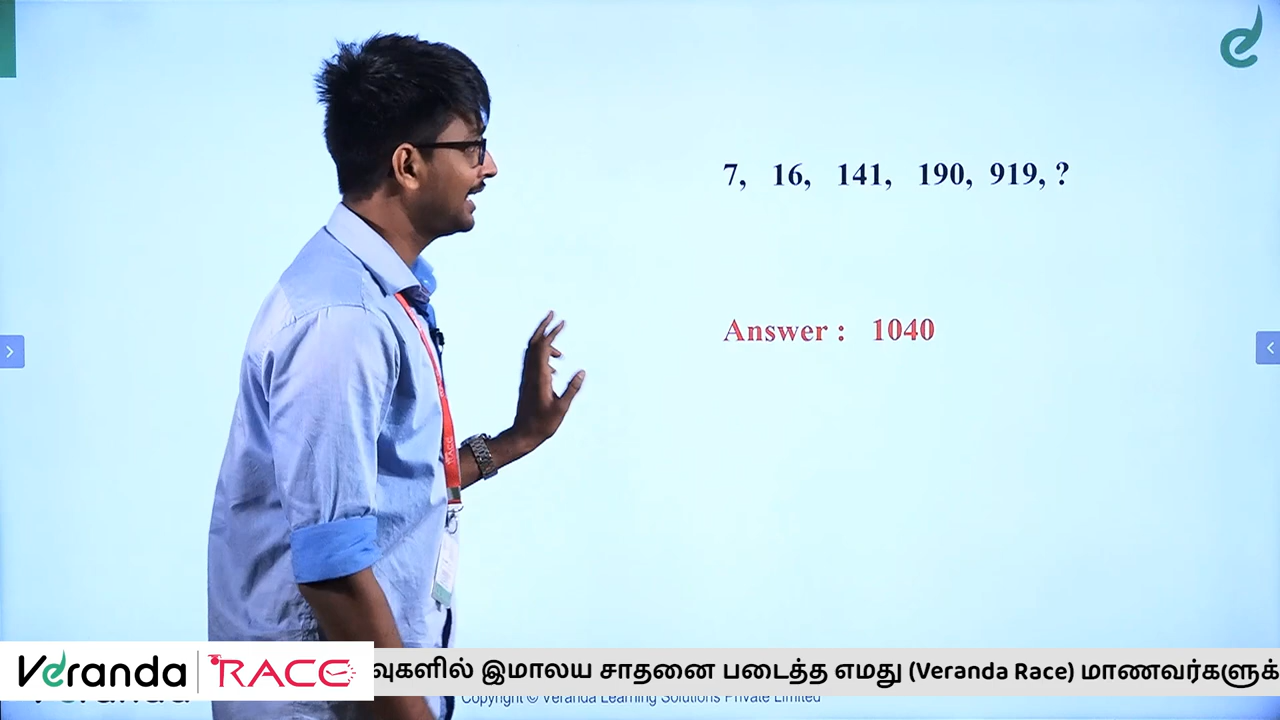 7, 16, 141, 190, 919, ?
Answer : 1040
RACE
Veranda RACE
வுகளில் இமாலய சாதனை படைத்த எமது (Veranda Race) மாணவர்களுக்
Copyright © Veranda Learning Solutions Private Limited